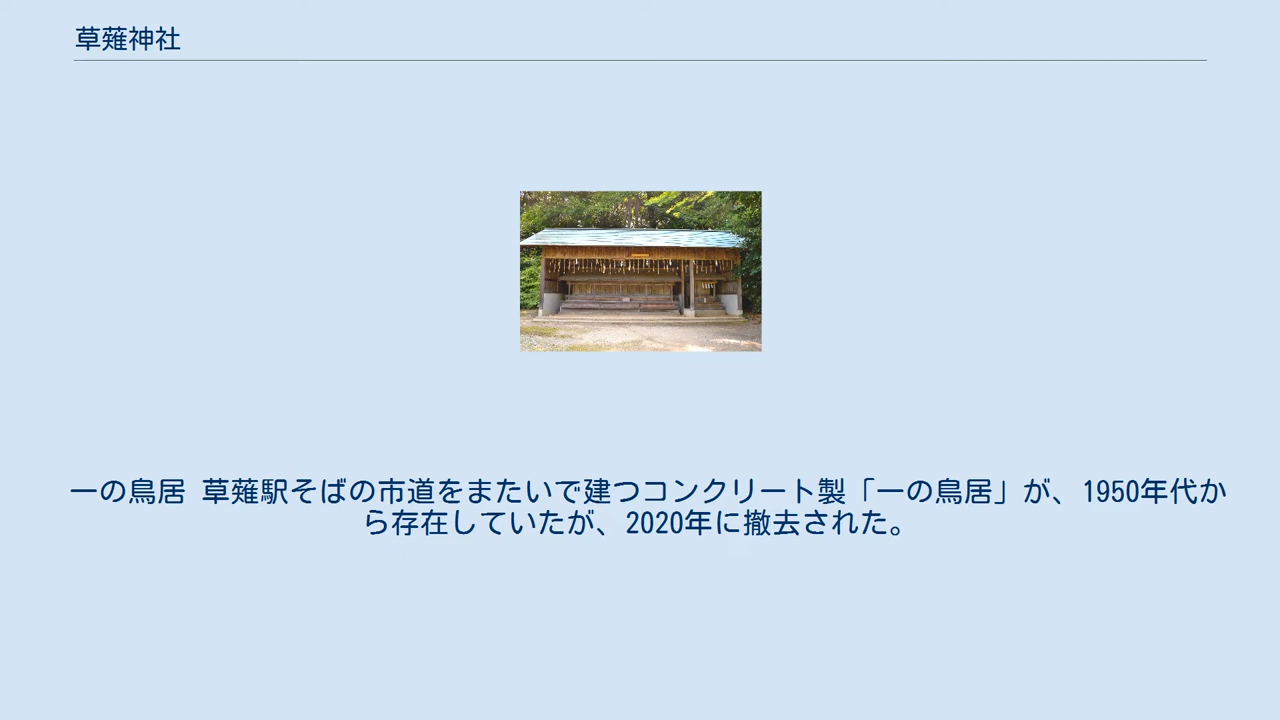 草薙神社
一の鳥居 草薙駅そばの市道をまたいで建つコンクリート製「一の鳥居」が、1950年代か
ら存在していたが、2020年に撤去された。